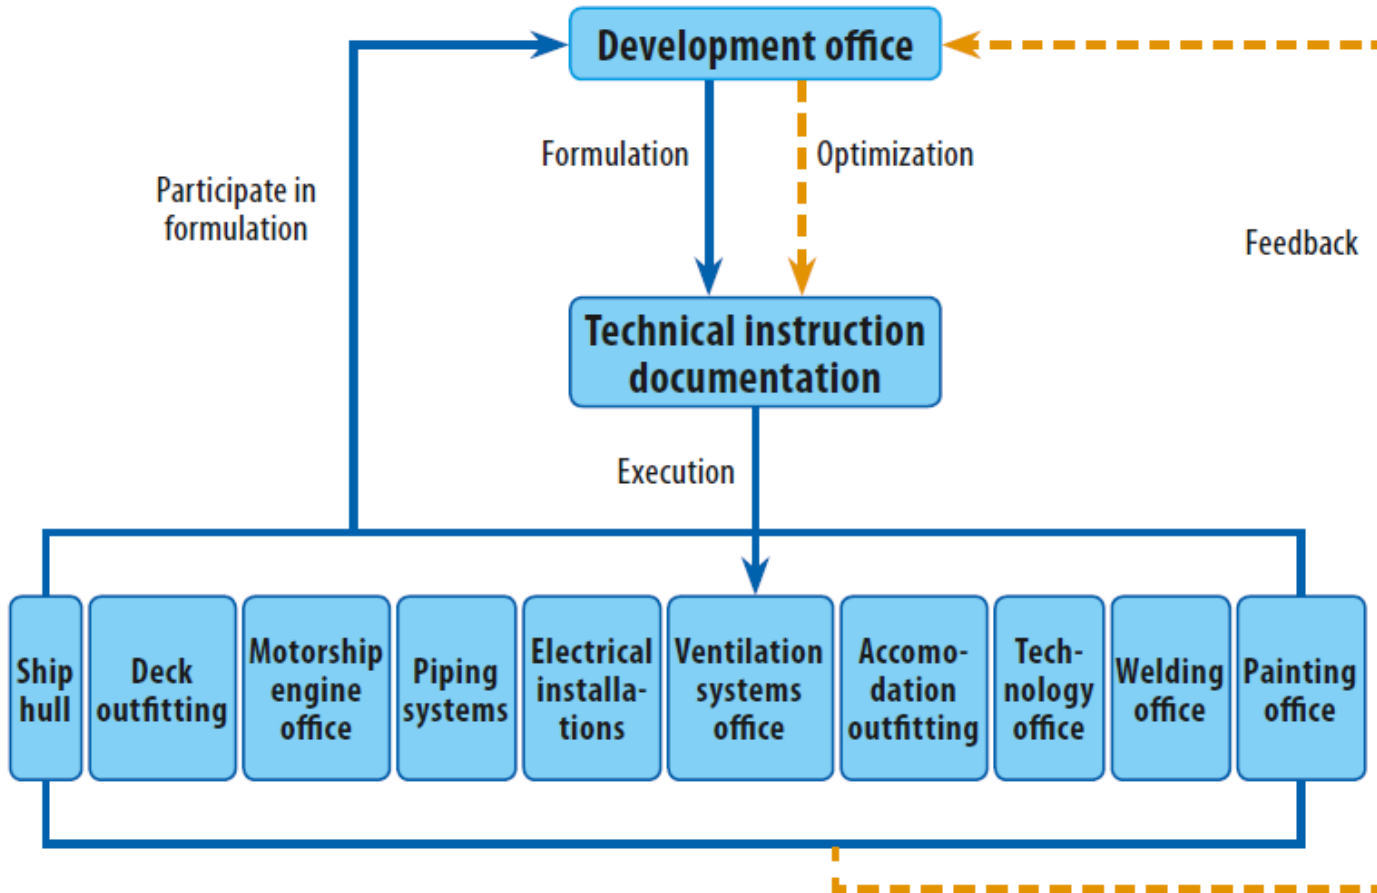 Development office
Formulation
Optimization
Participate in
formulation
Feedback
Technical instruction
documentation
Execution
Ship
hull
Deck
outfitting
Motorship
engine
office
Piping
systems
Electrical
installa-
tions
Ventilation
systems
office
Accomo-
dation
outfitting
Tech-
nology
office
Welding
office
Painting
office